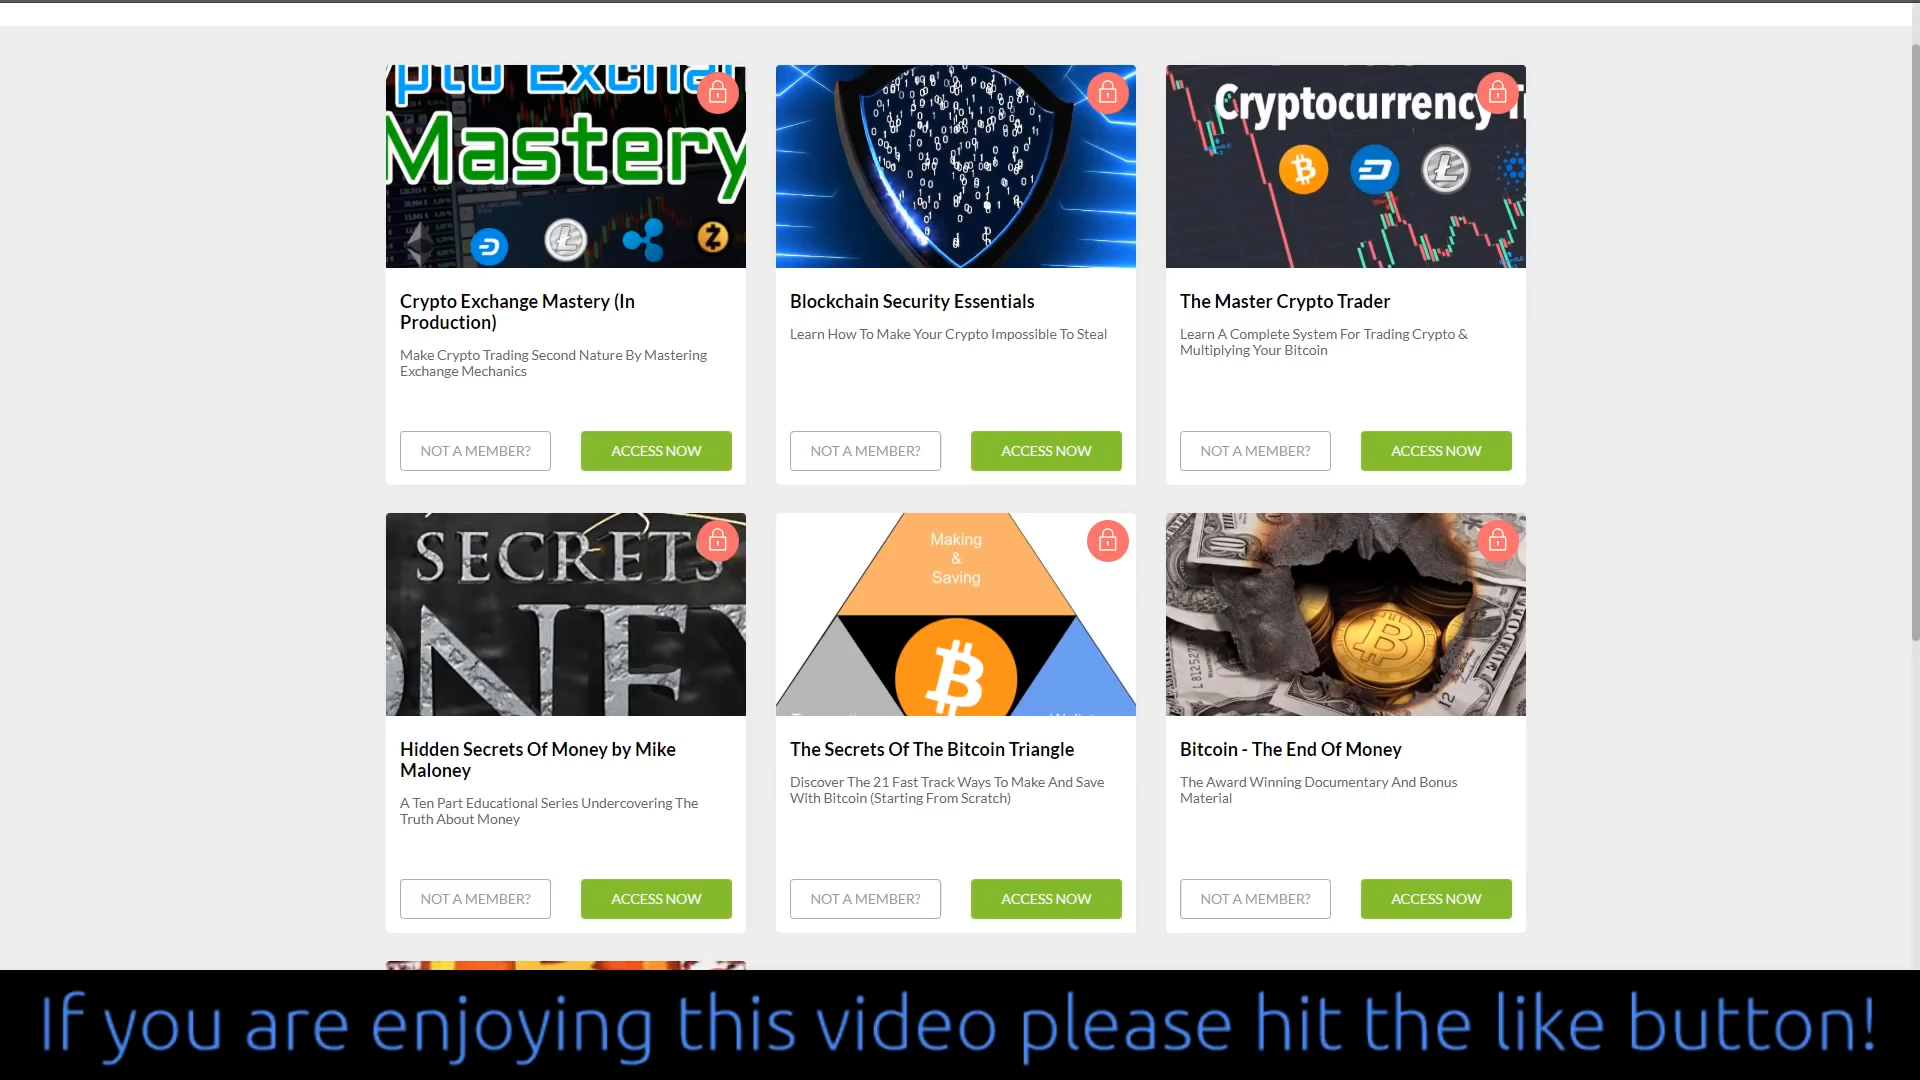 pto Exchan
Mastery
Crypto Exchange Mastery (In
Production)
Make Crypto Trading Second Nature By Mastering
Exchange Mechanics
NOT A MEMBER?
ACCESS NOW
Blockchain Security Essentials
Learn How To Make Your Crypto Impossible To Steal
NOT A MEMBER?
ACCESS NOW
Cryptocurrency
The Master Crypto Trader
Learn A Complete System For Trading Crypto &
Multiplying Your Bitcoin
NOT A MEMBER?
ACCESS NOW
SECRETS
ONEY
Hidden Secrets Of Money by Mike
Maloney
A Ten Part Educational Series Undercovering The
Truth About Money
NOT A MEMBER?
ACCESS NOW
Making
&
Saving
The Secrets Of The Bitcoin Triangle
Discover The 21 Fast Track Ways To Make And Save
With Bitcoin (Starting From Scratch)
NOT A MEMBER?
ACCESS NOW
Bitcoin - The End Of Money
The Award Winning Documentary And Bonus
Material
NOT A MEMBER?
ACCESS NOW
If you are enjoying this video please hit the like button!